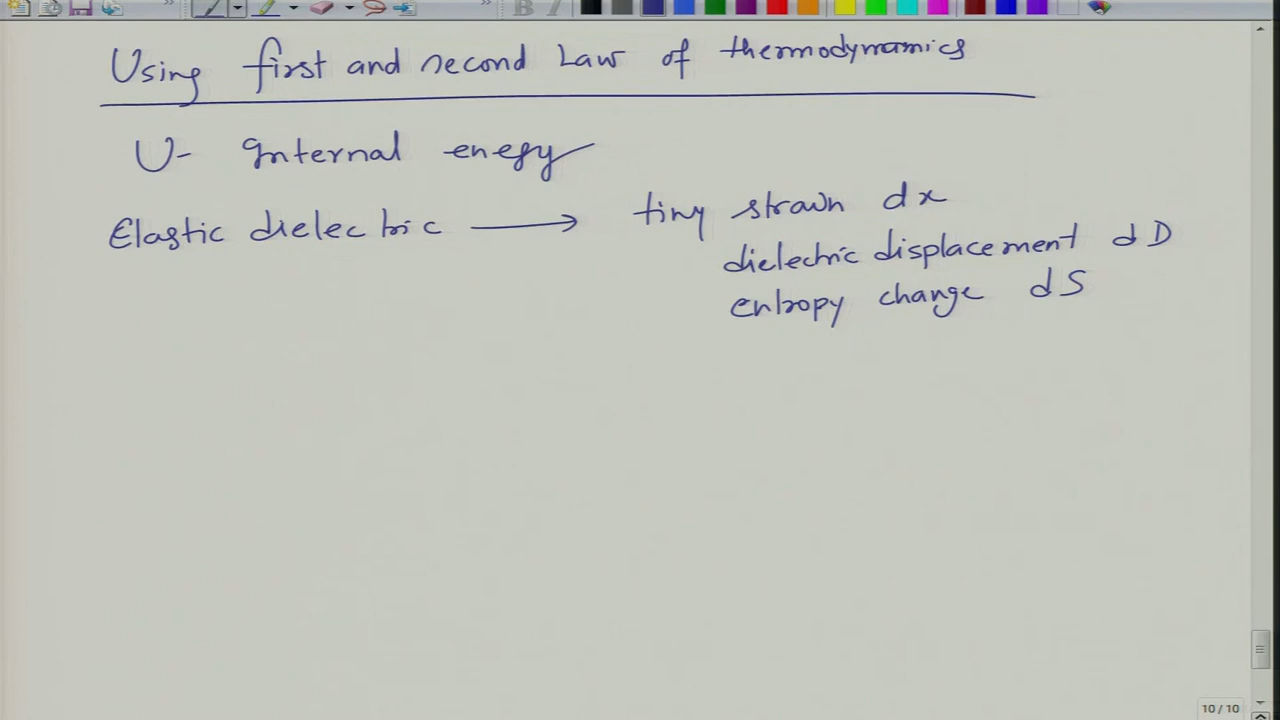 Using first and second Law of thermodynamics
U- Internal enegy
Elastic dielectric → tiny strain dx
dielectric displacement dD
entropy change dS
10 / 10